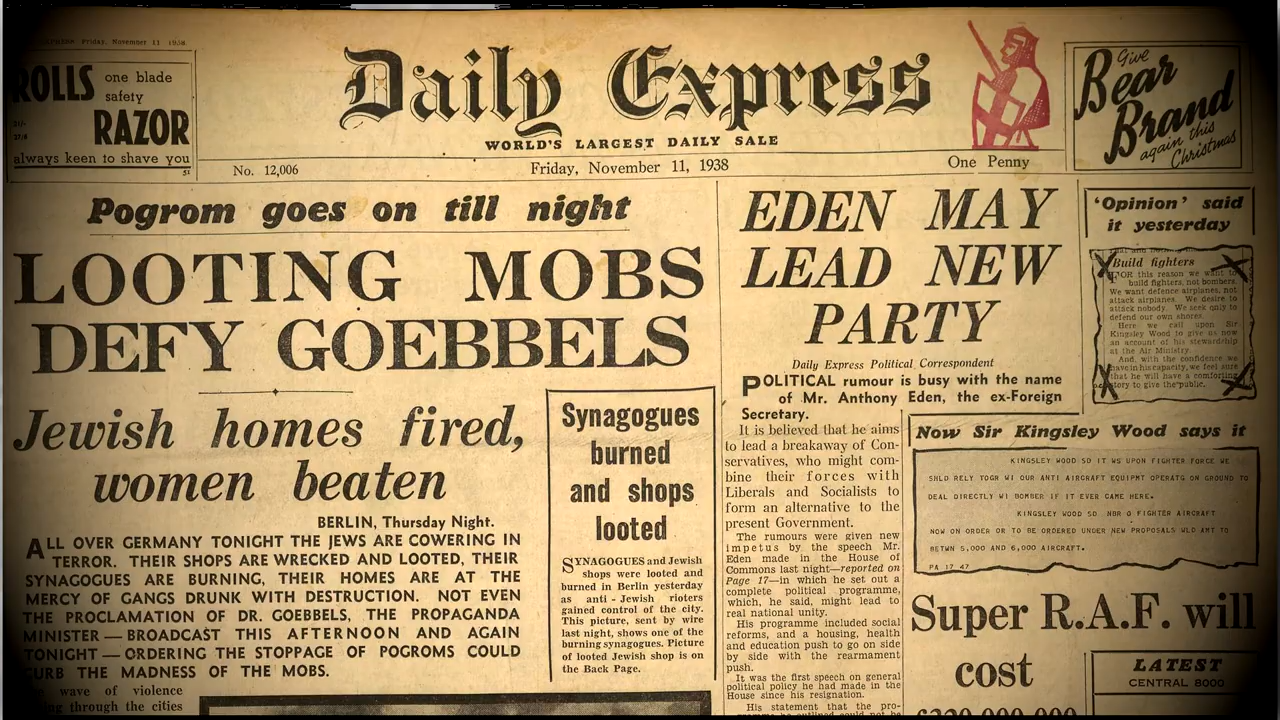 Friday, November 11 1938.
ROLLS one blade
safety
RAZOR
always keen to shave you
51
Daily Express
WORLD'S LARGEST DAILY SALE
No. 12,006
Friday, November 11, 1938
One Penny
Give
Bear
Brand
again this
Christmas
Pogrom goes on till night
LOOTING MOBS
DEFY GOEBBELS
Jewish homes fired,
women beaten
BERLIN, Thursday Night.
ALL OVER GERMANY TONIGHT THE JEWS ARE COWERING IN
TERROR. THEIR SHOPS ARE WRECKED AND LOOTED, THEIR
SYNAGOGUES ARE BURNING, THEIR HOMES ARE AT THE
MERCY OF GANGS DRUNK WITH DESTRUCTION. NOT EVEN
THE PROCLAMATION OF DR. GOEBBELS, THE PROPAGANDA
MINISTER — BROADCAST THIS AFTERNOON AND AGAIN
TONIGHT — ORDERING THE STOPPAGE OF POGROMS COULD
CURB THE MADNESS OF THE MOBS.
wave of violence
through the cities
Synagogues
burned
and shops
looted
SYNAGOGUES and Jewish
shops were looted and
burned in Berlin yesterday
as anti-Jewish rioters
gained control of the city.
This picture, sent by wire
last night, shows one of the
burning synagogues. Picture
of looted Jewish shop is on
the Back Page.
EDEN MAY
LEAD NEW
PARTY
Daily Express Political Correspondent
POLITICAL rumour is busy with the name
of Mr. Anthony Eden, the ex-Foreign
Secretary.
It is believed that he aims
to lead a breakaway of Con-
servatives, who might com-
bine their forces with
Liberals and Socialists to
form an alternative to the
present Government.
The rumours were given new
impetus by the speech Mr.
Eden made in the House of
Commons last night—reported on
Page 17—in which he set out a
complete political programme,
which, he said, might lead to
real national unity.
His programme included social
reforms, and a housing, health
and education push to go on side
by side with the rearmament
push.
It was the first speech on general
political policy he had made in the
House since his resignation.
His statement that the pro-
gramme he outlined could not be
'Opinion' said
it yesterday
Build fighters
FOR this reason we want to
build fighters, not bombers.
We want defence airplanes, not
attack airplanes. We desire to
attack nobody. We seek only to
defend our own shores.
Here we call upon Sir
Kingsley Wood to give us now
an account of his stewardship
at the Air Ministry.
And, with the confidence we
have in his capacity, we feel sure
that he will have a comforting
story to give the public.
Now Sir Kingsley Wood says it
KINGSLEY WOOD SD IT WS UPON FIGHTER FORCE WE
SHLD RELY TOGR WI OUR ANTI AIRCRAFT EQUIPMT OPERATG ON GROUND TO
DEAL DIRECTLY WI BOMBER IF IT EVER CAME HERE.
KINGSLEY WOOD SD NBR O FIGHTER AIRCRAFT
NOW ON ORDER OR TO BE ORDERED UNDER NEW PROPOSALS WLD AMT TO
BETWN 5,000 AND 6,000 AIRCRAFT.
PA 17 47
Super R.A.F. will
cost
LATEST
CENTRAL 8000